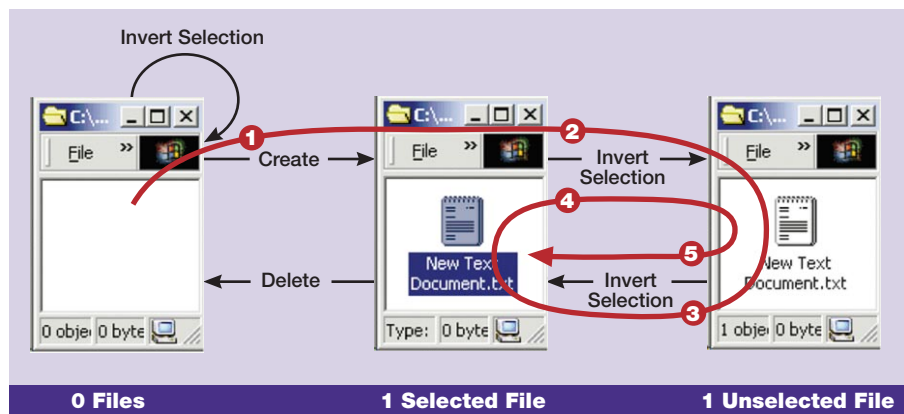 Invert Selection
C:\...
File »
0 obje 0 byte
0 Files
1
Create
Delete
C:\...
File »
New Text
Document.txt
Type: 0 byte
1 Selected File
2
Invert
Selection
4
5
Invert
Selection
3
C:\...
File »
New Text
Document.txt
1 obje 0 byte
1 Unselected File